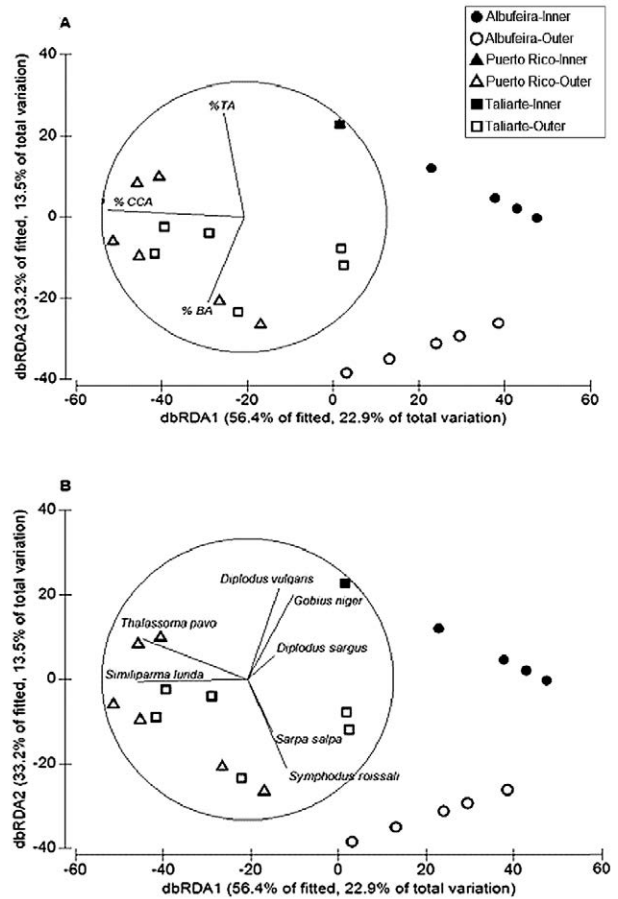 A
Albufeira-Inner
Albufeira-Outer
Puerto Rico-Inner
Puerto Rico-Outer
Taliarte-Inner
Taliarte-Outer
dbRDA2 (33.2% of fitted, 13.5% of total variation)
40
20
0
-20
-40
%TA
% CCA
% BA
-60
-40
-20
0
20
40
60
dbRDA1 (56.4% of fitted, 22.9% of total variation)
B
dbRDA2 (33.2% of fitted, 13.5% of total variation)
40
20
0
-20
-40
Diplodus vulgaris
Gobius niger
Thalassoma pavo
Diplodus sargus
Similiparma lurida
Sarpa salpa
Symphodus roissali
-60
-40
-20
0
20
40
60
dbRDA1 (56.4% of fitted, 22.9% of total variation)